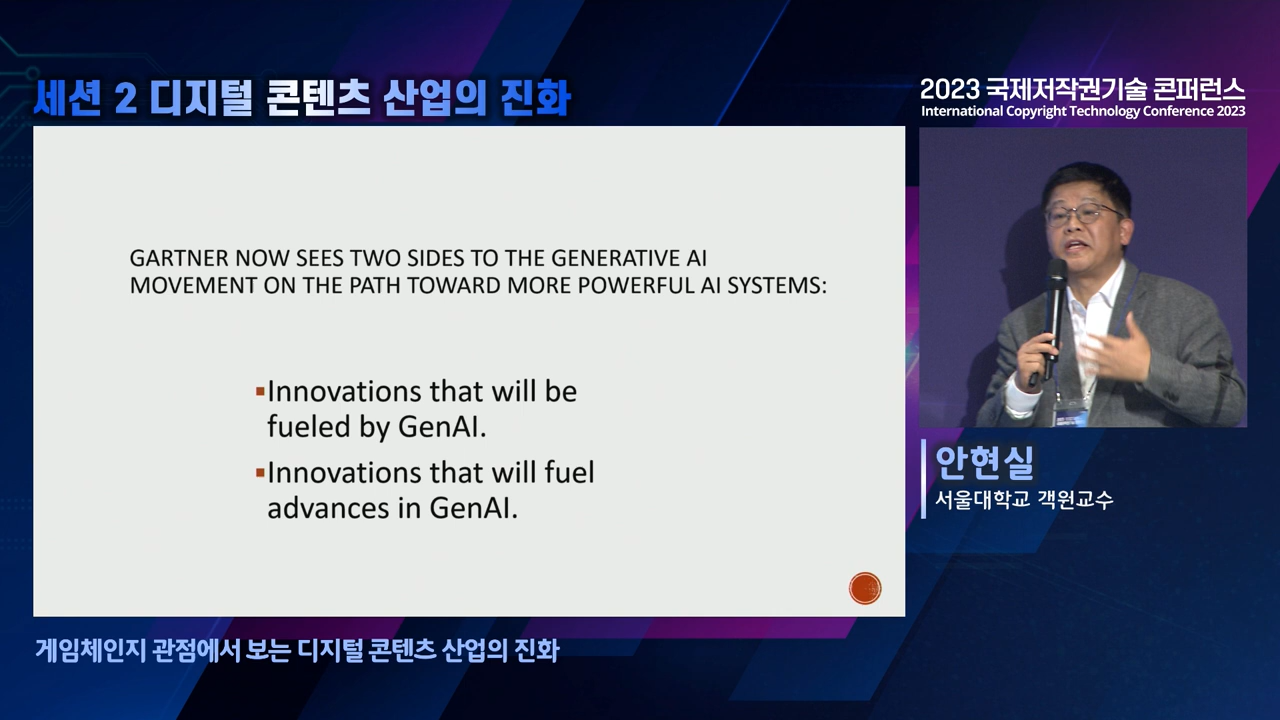 세션 2 디지털 콘텐츠 산업의 진화
2023 국제저작권기술 콘퍼런스
International Copyright Technology Conference 2023
GARTNER NOW SEES TWO SIDES TO THE GENERATIVE AI
MOVEMENT ON THE PATH TOWARD MORE POWERFUL AI SYSTEMS:
▪Innovations that will be
fueled by GenAI.
▪Innovations that will fuel
advances in GenAI.
안현실
서울대학교 객원교수
게임체인지 관점에서 보는 디지털 콘텐츠 산업의 진화